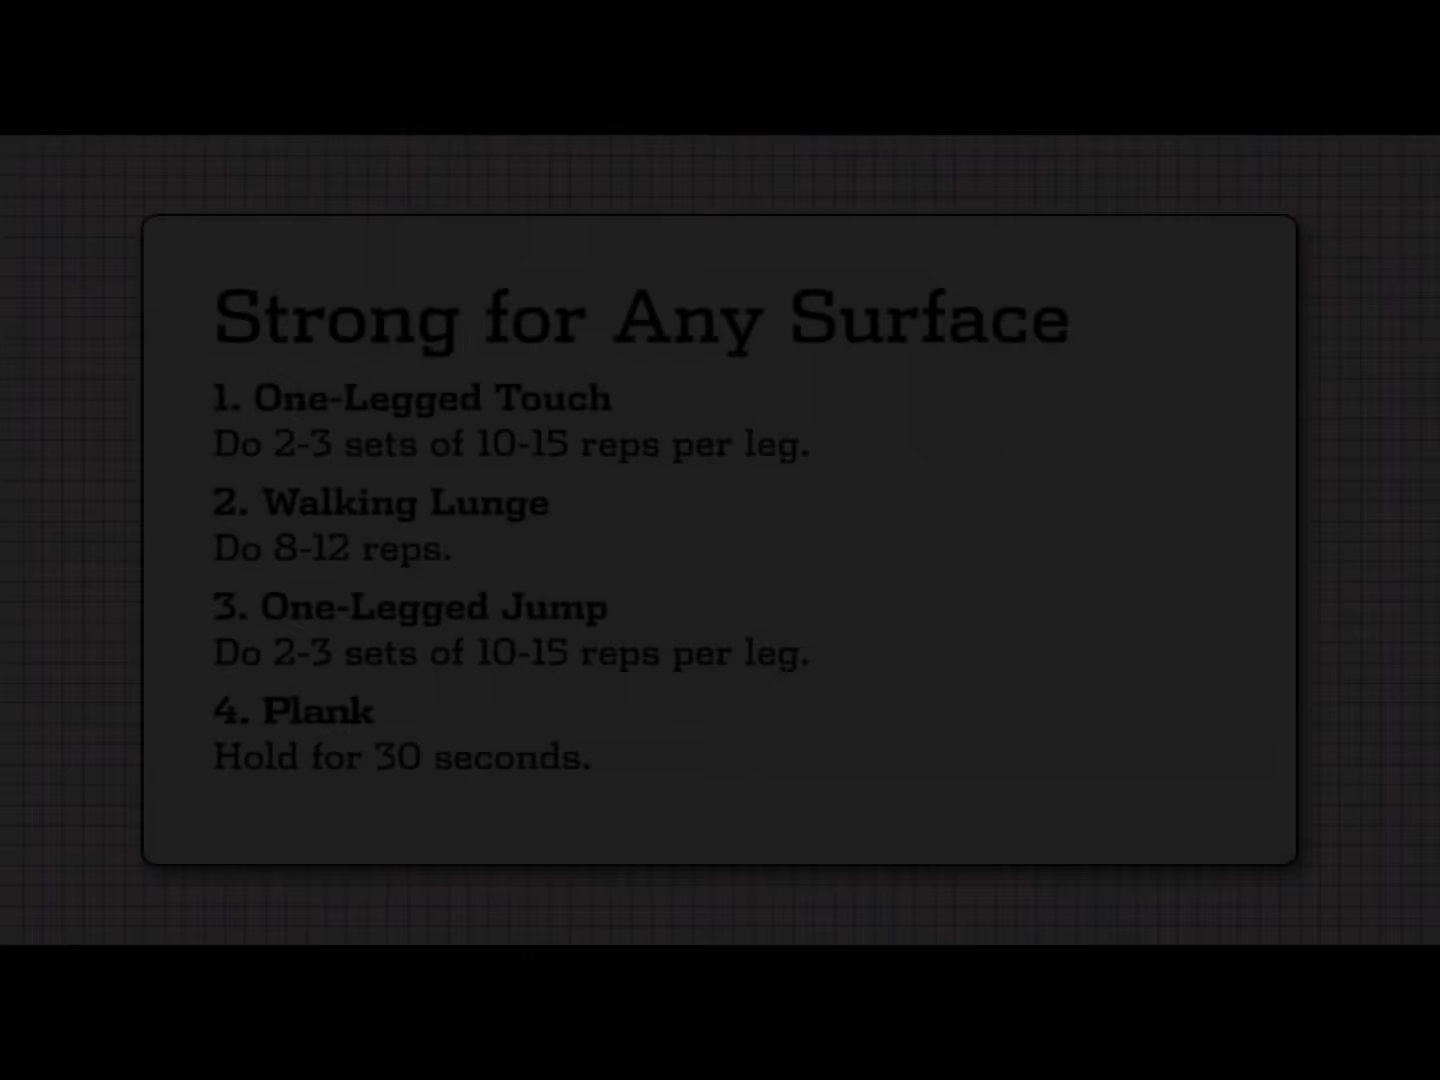 Strong for Any Surface
1. One-Legged Touch
Do 2-3 sets of 10-15 reps per leg.
2. Walking Lunge
Do 8-12 reps.
3. One-Legged Jump
Do 2-3 sets of 10-15 reps per leg.
4. Plank
Hold for 30 seconds.